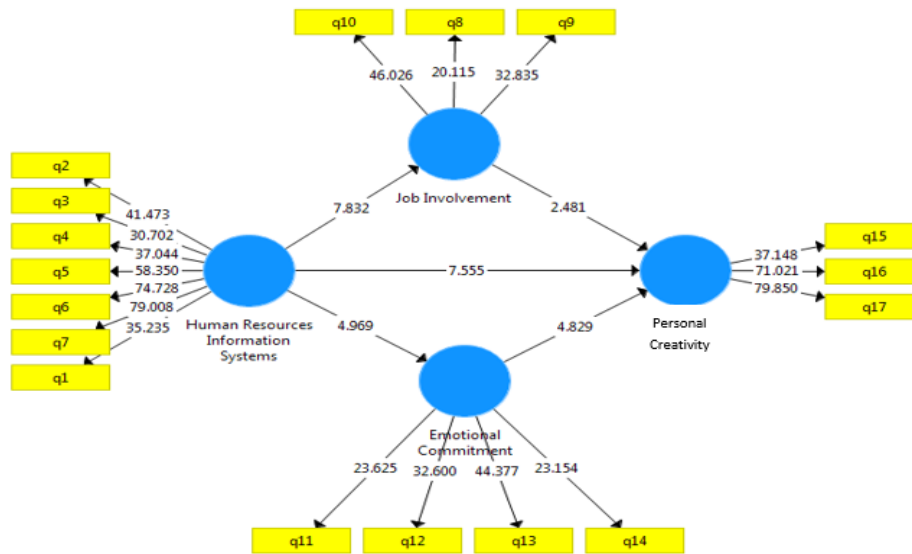 q10
q8
q9
46.026
20.115
32.835
q2
q3
q4
q5
q6
q7
q1
41.473
30.702
37.044
58.350
74.728
79.008
35.235
Human Resources
Information
Systems
7.832
Job Involvement
2.481
7.555
4.969
4.829
Emotional
Commitment
Personal
Creativity
37.148
71.021
79.850
q15
q16
q17
23.625
32.600
44.377
23.154
q11
q12
q13
q14